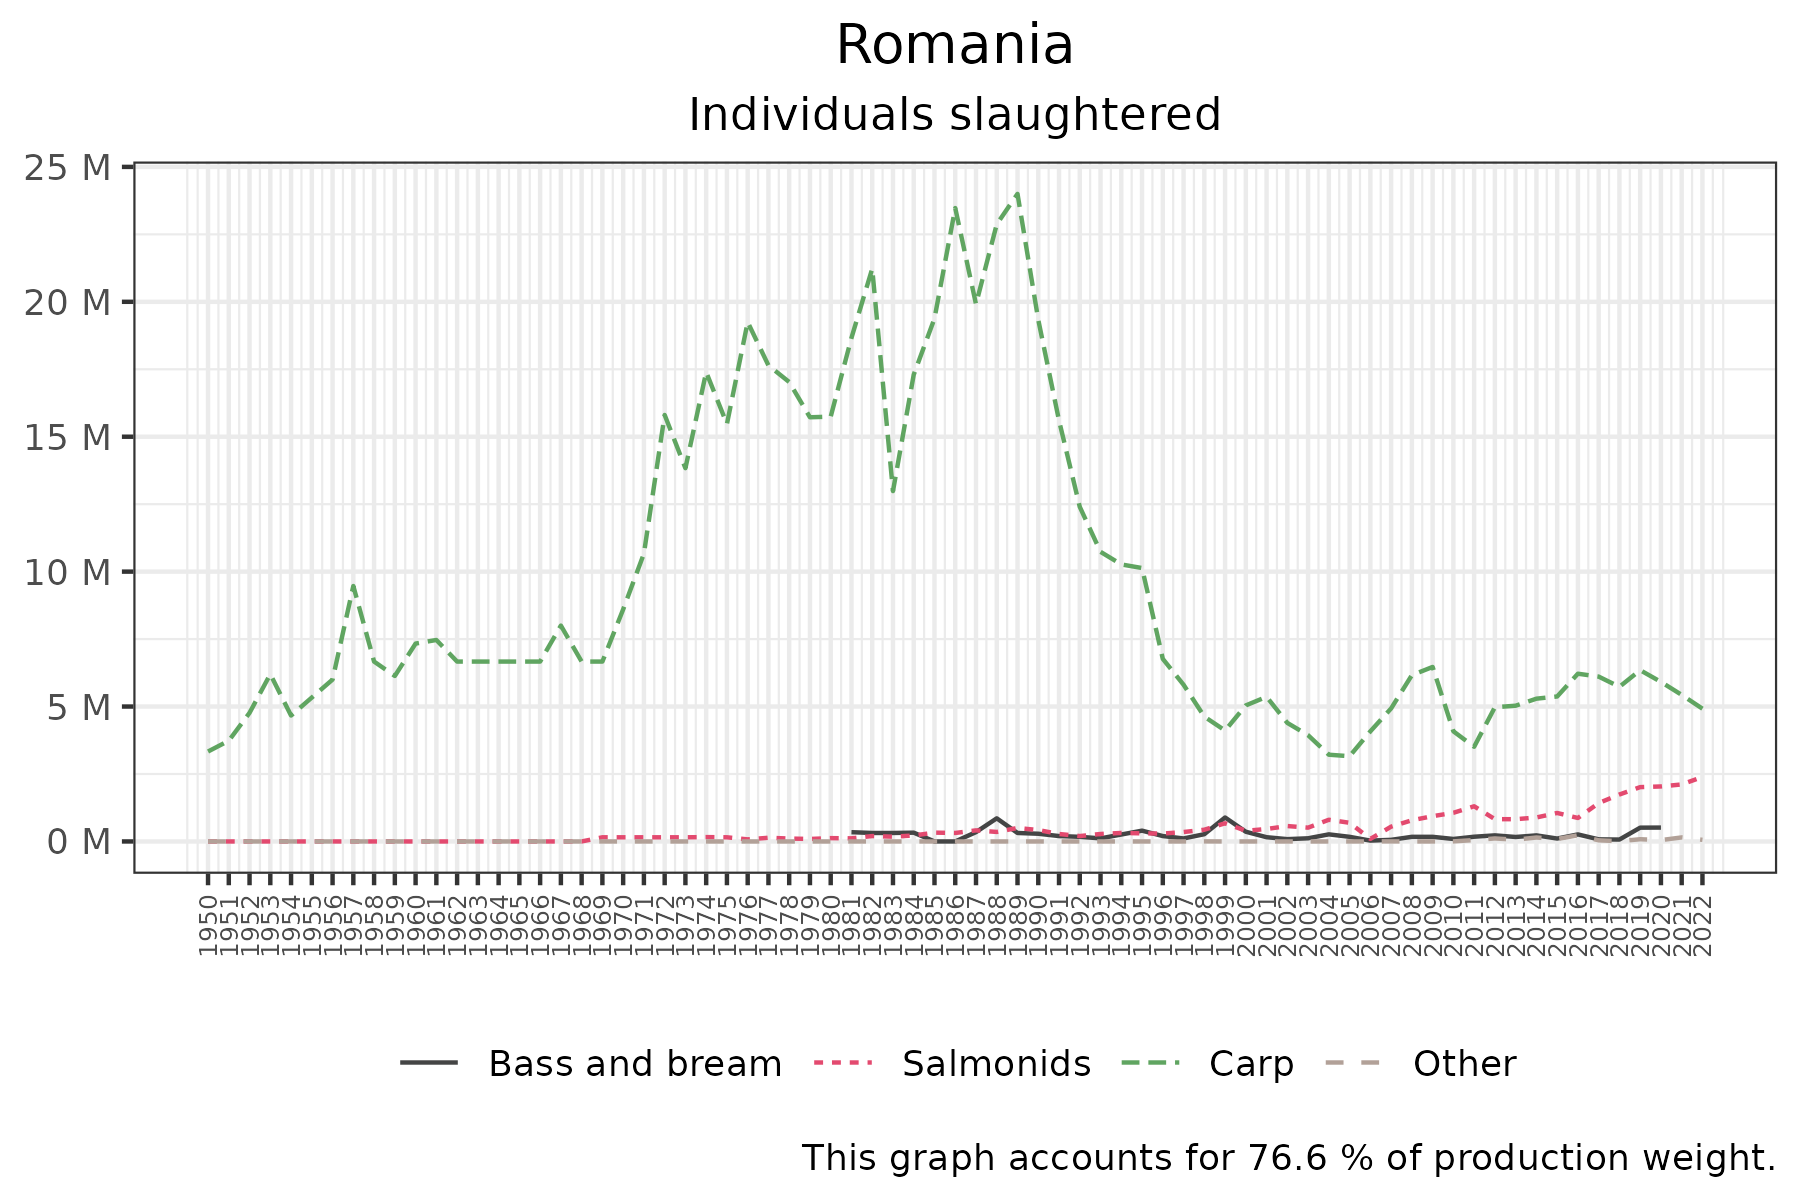 Romania
Individuals slaughtered
25 M
20 M
15 M
10 M
5 M
0 M
1950 1951 1952 1953 1954 1955 1956 1957 1958 1959 1960 1961 1962 1963 1964 1965 1966 1967 1968 1969 1970 1971 1972 1973 1974 1975 1976 1977 1978 1979 1980 1981 1982 1983 1984 1985 1986 1987 1988 1989 1990 1991 1992 1993 1994 1995 1996 1997 1998 1999 2000 2001 2002 2003 2004 2005 2006 2007 2008 2009 2010 2011 2012 2013 2014 2015 2016 2017 2018 2019 2020 2021 2022
Bass and bream Salmonids Carp Other
This graph accounts for 76.6 % of production weight.